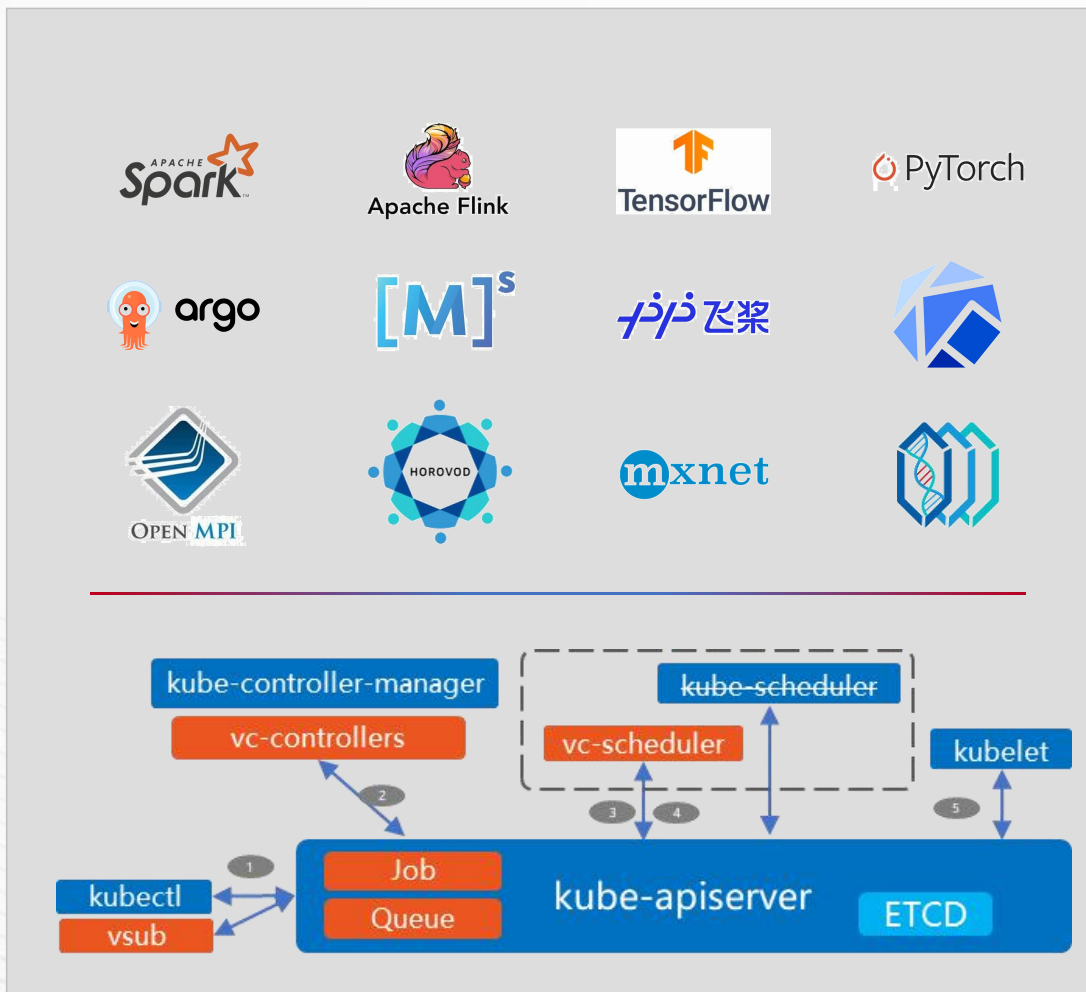 APACHE
Spark™
Apache Flink
TensorFlow
PyTorch
argo
[M]s
飞桨
OPEN MPI
HOROVOD
mxnet
kube-controller-manager
kube-scheduler
vc-controllers
vc-scheduler
kubelet
2
3
4
5
1
Job
kubectl
kube-apiserver
Queue
ETCD
vsub